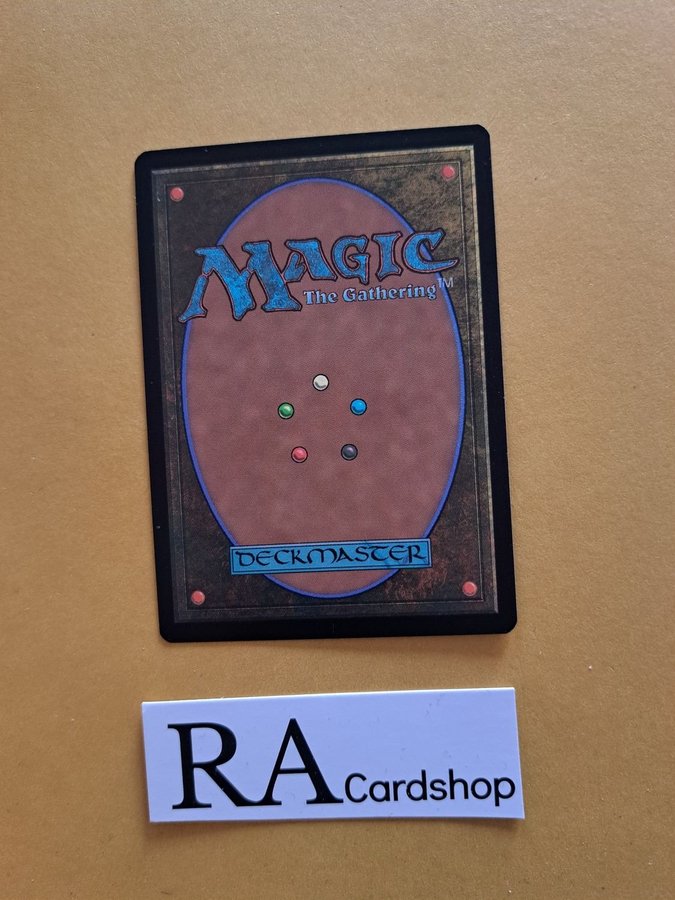 MAGIC
The Gathering™
DECKMASTER
RA Cardshop